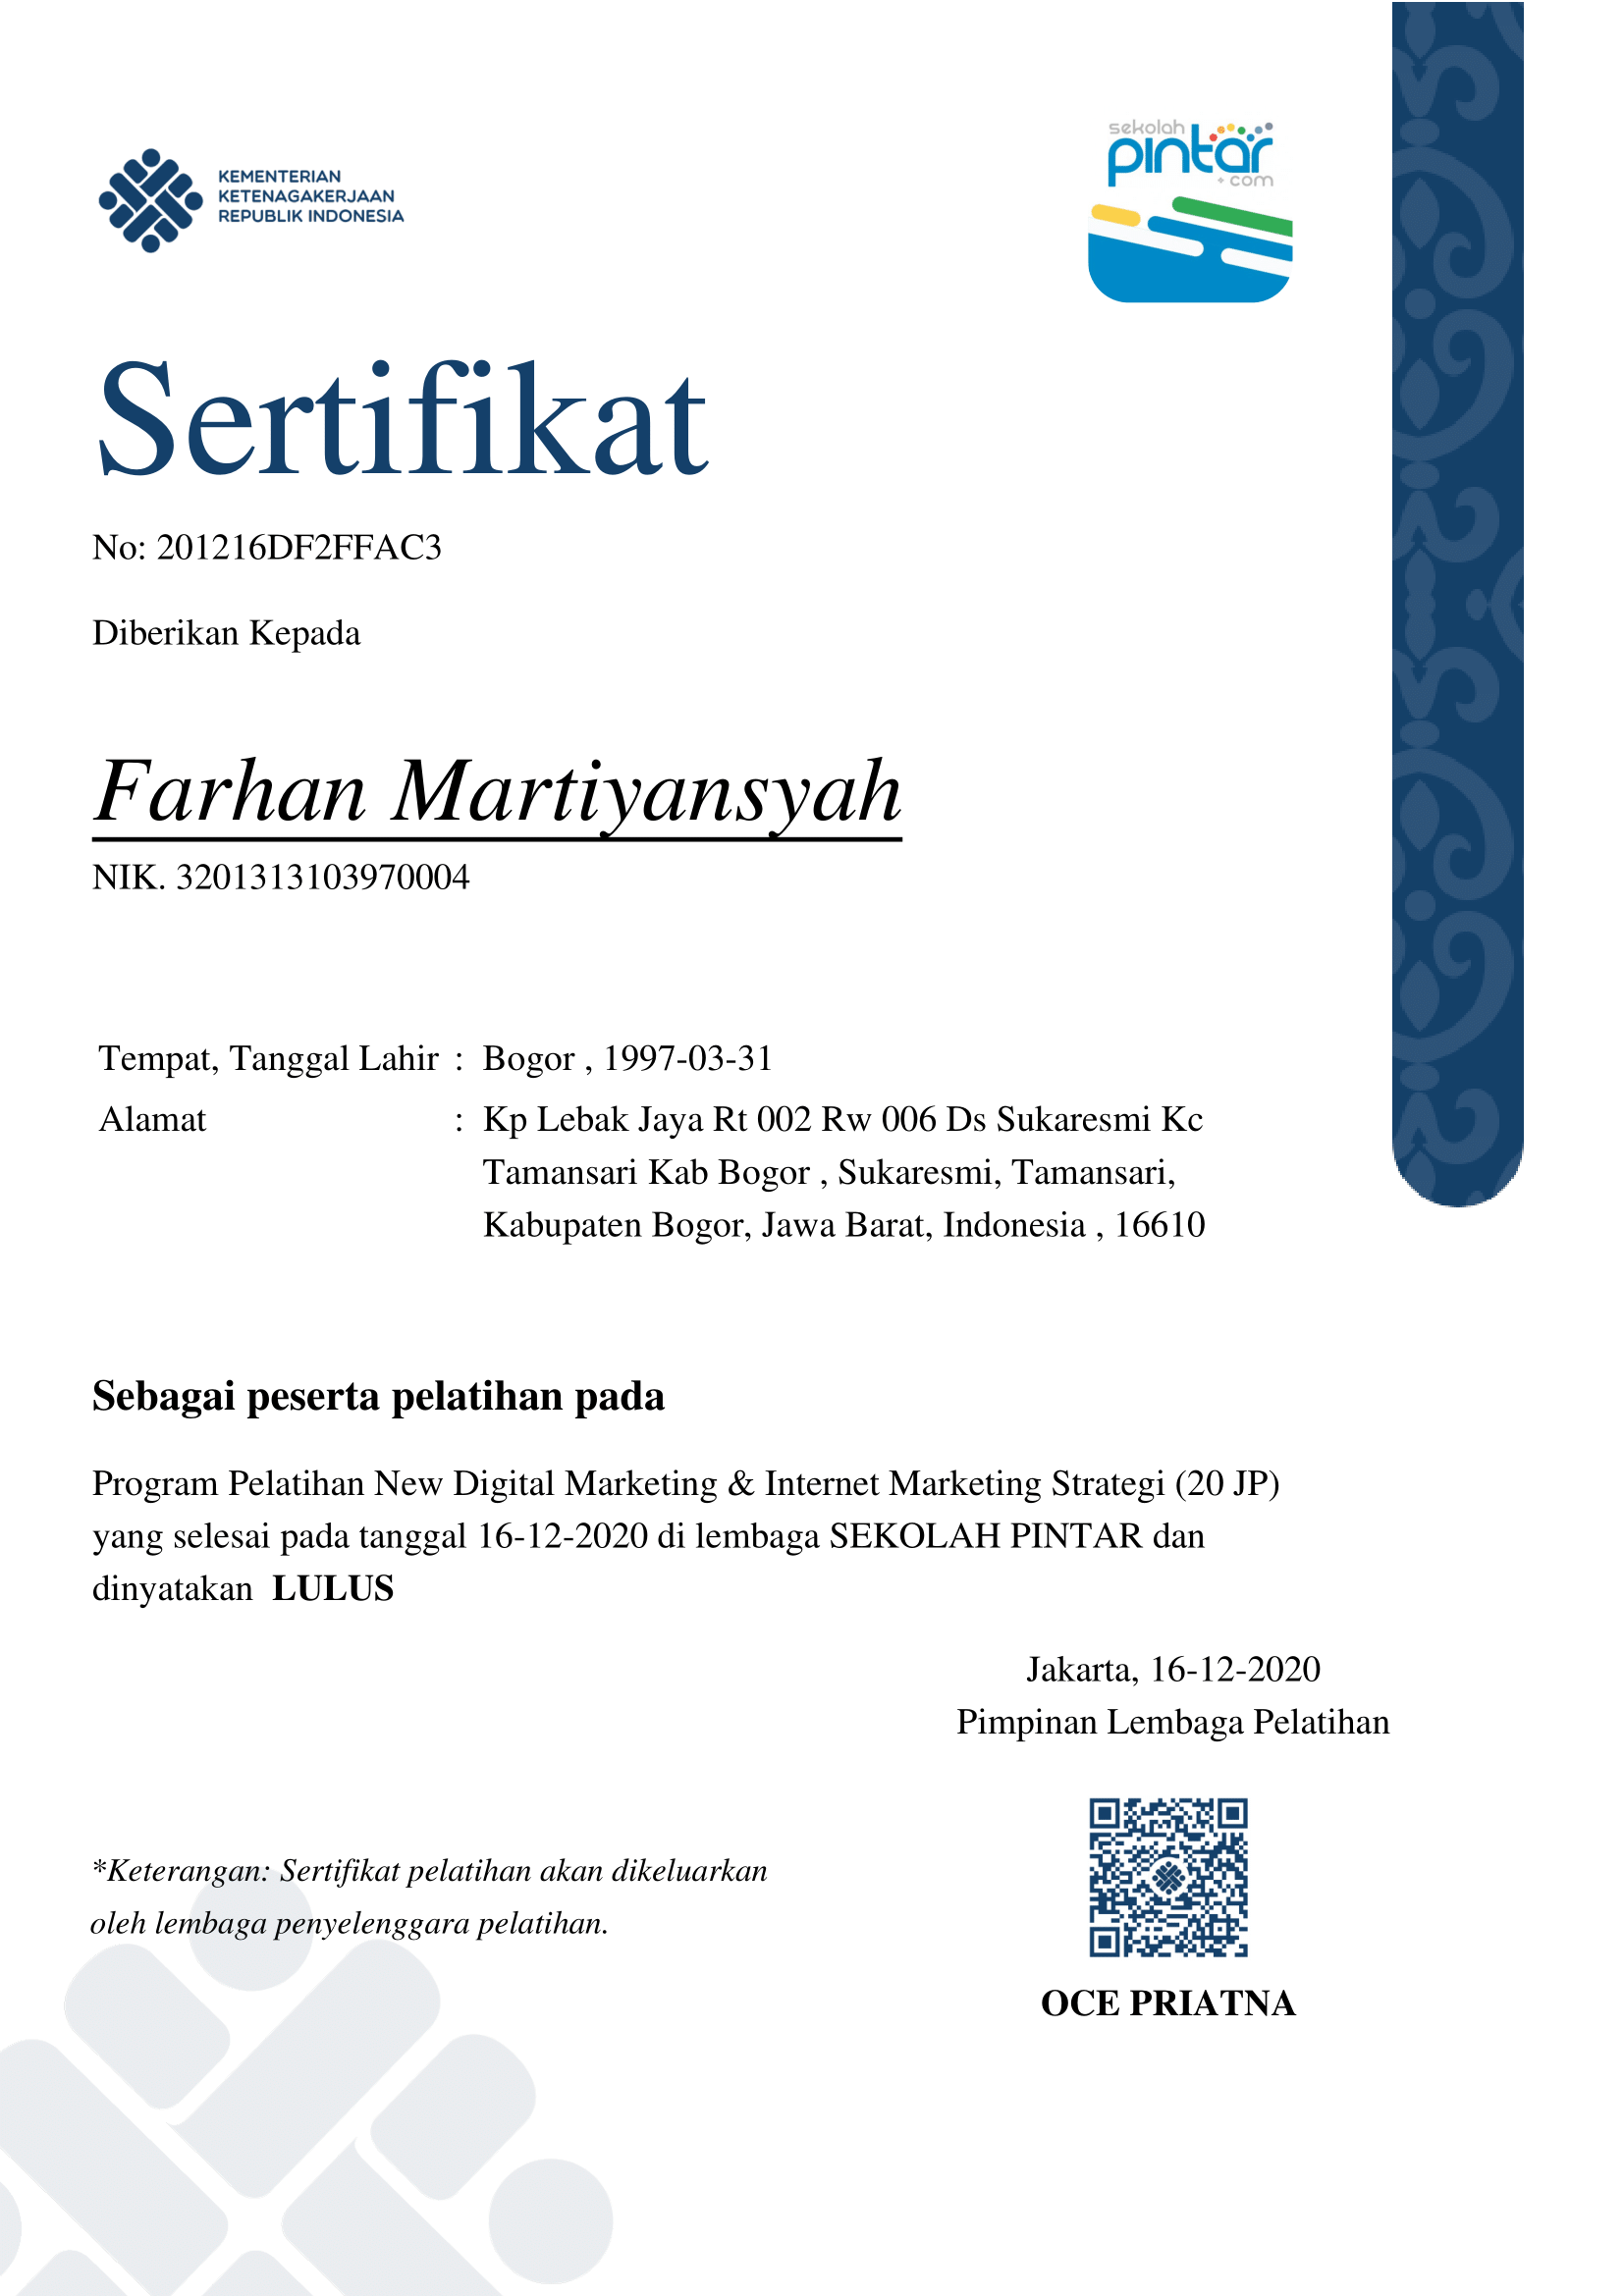 KEMENTERIAN
KETENAGAKERJAAN
REPUBLIK INDONESIA
sekolah
pintar
.com
Sertifikat
No: 201216DF2FFAC3
Diberikan Kepada
Farhan Martiyansyah
NIK. 3201313103970004
Tempat, Tanggal Lahir : Bogor , 1997-03-31
Alamat : Kp Lebak Jaya Rt 002 Rw 006 Ds Sukaresmi Kc
Tamansari Kab Bogor , Sukaresmi, Tamansari,
Kabupaten Bogor, Jawa Barat, Indonesia , 16610
Sebagai peserta pelatihan pada
Program Pelatihan New Digital Marketing & Internet Marketing Strategi (20 JP)
yang selesai pada tanggal 16-12-2020 di lembaga SEKOLAH PINTAR dan
dinyatakan LULUS
Jakarta, 16-12-2020
Pimpinan Lembaga Pelatihan
*Keterangan: Sertifikat pelatihan akan dikeluarkan
oleh lembaga penyelenggara pelatihan.
OCE PRIATNA